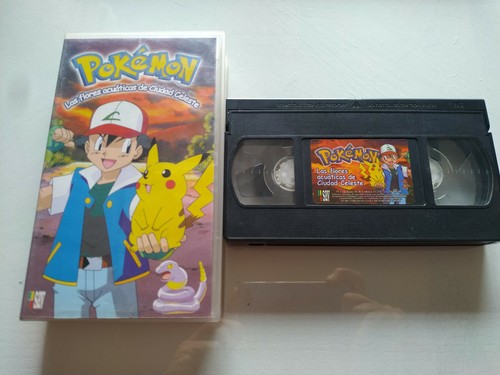 POKéMON
Las flores acuáticas de Ciudad Celeste
POKéMON
Las flores
acuáticas de
Ciudad Celeste